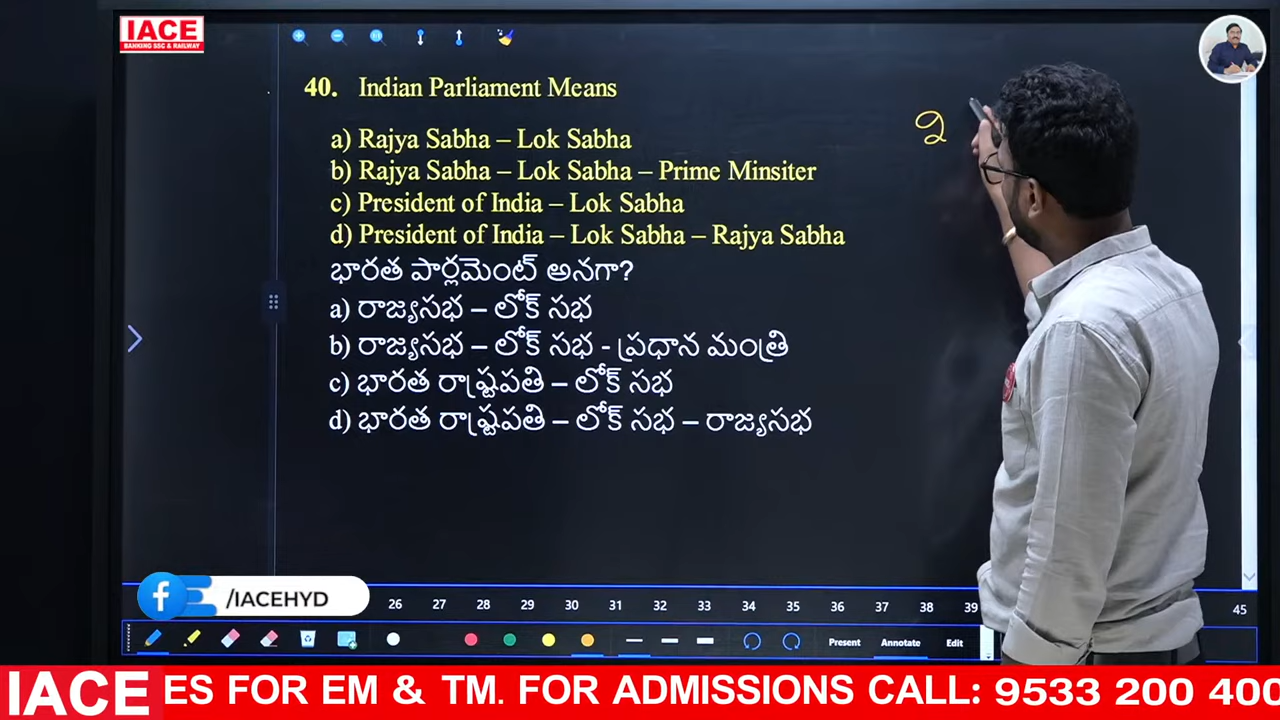 IACE
BANKING SSC & RAILWAY
40. Indian Parliament Means
a) Rajya Sabha – Lok Sabha
b) Rajya Sabha – Lok Sabha – Prime Minsiter
c) President of India – Lok Sabha
d) President of India – Lok Sabha – Rajya Sabha
భారత పార్లమెంట్ అనగా?
a) రాజ్యసభ – లోక్ సభ
b) రాజ్యసభ – లోక్ సభ - ప్రధాన మంత్రి
c) భారత రాష్ట్రపతి – లోక్ సభ
d) భారత రాష్ట్రపతి – లోక్ సభ – రాజ్యసభ
/IACEHYD
26 27 28 29 30 31 32 33 34 35 36 37 38 39 45
Present Annotate Edit
IACE ES FOR EM & TM. FOR ADMISSIONS CALL: 9533 200 400